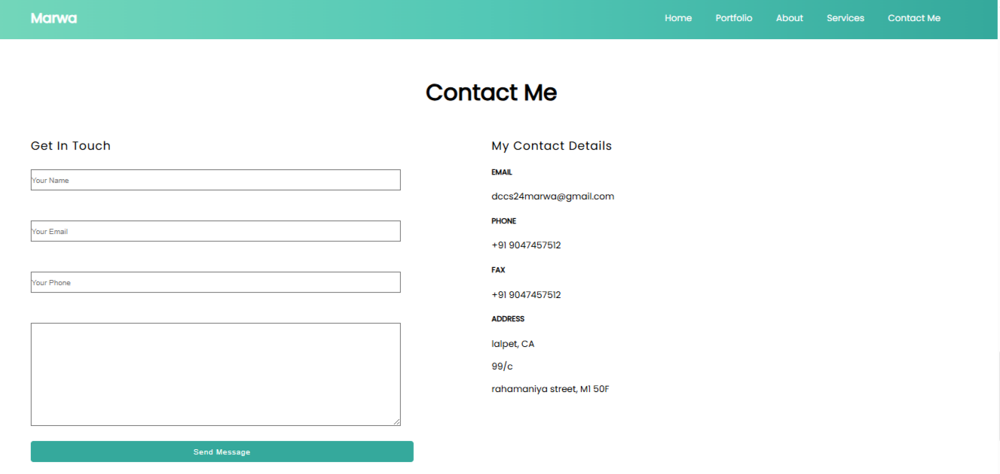 Marwa
Home Portfolio About Services Contact Me
Contact Me
Get In Touch
Your Name
Your Email
Your Phone
Send Message
My Contact Details
EMAIL
dccs24marwa@gmail.com
PHONE
+91 9047457512
FAX
+91 9047457512
ADDRESS
lalpet, CA
99/c
rahamaniya street, M1 50F